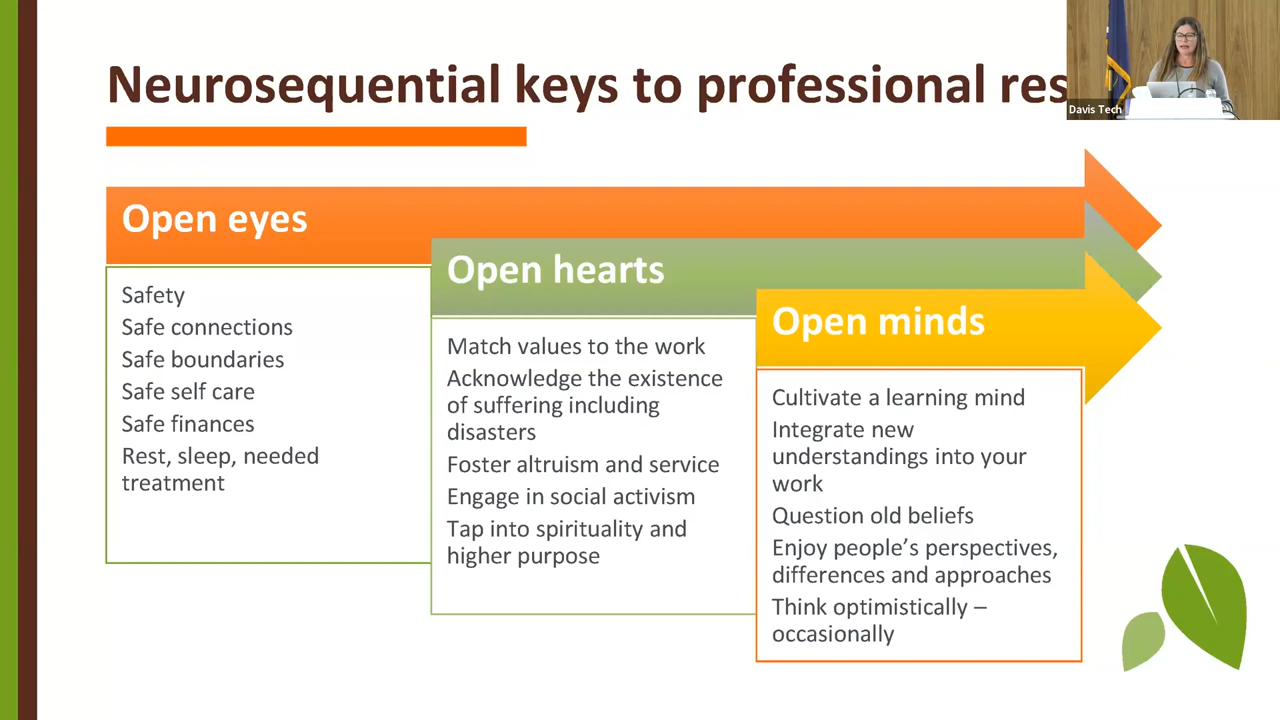 Neurosequential keys to professional res
Davis Tech
Open eyes
Safety
Safe connections
Safe boundaries
Safe self care
Safe finances
Rest, sleep, needed
treatment
Open hearts
Match values to the work
Acknowledge the existence
of suffering including
disasters
Foster altruism and service
Engage in social activism
Tap into spirituality and
higher purpose
Open minds
Cultivate a learning mind
Integrate new
understandings into your
work
Question old beliefs
Enjoy people’s perspectives,
differences and approaches
Think optimistically –
occasionally